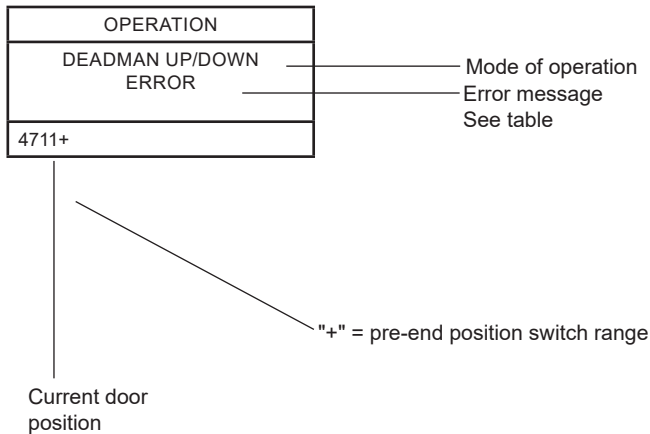 OPERATION
DEADMAN UP/DOWN
ERROR
4711+
Mode of operation
Error message
See table
"+" = pre-end position switch range
Current door
position